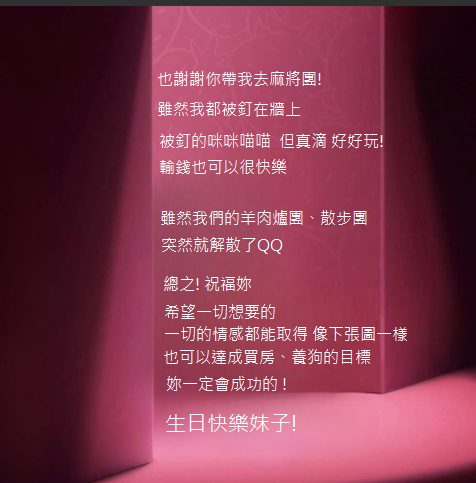 也謝謝你帶我去麻將團!
雖然我都被釘在牆上
被釘的咪咪喵喵 但真滴 好好玩!
輸錢也可以很快樂
雖然我們的羊肉爐團、散步團
突然就解散了QQ
總之! 祝福妳
希望一切想要的
一切的情感都能取得 像下張圖一樣
也可以達成買房、養狗的目標
妳一定會成功的 !
生日快樂妹子!